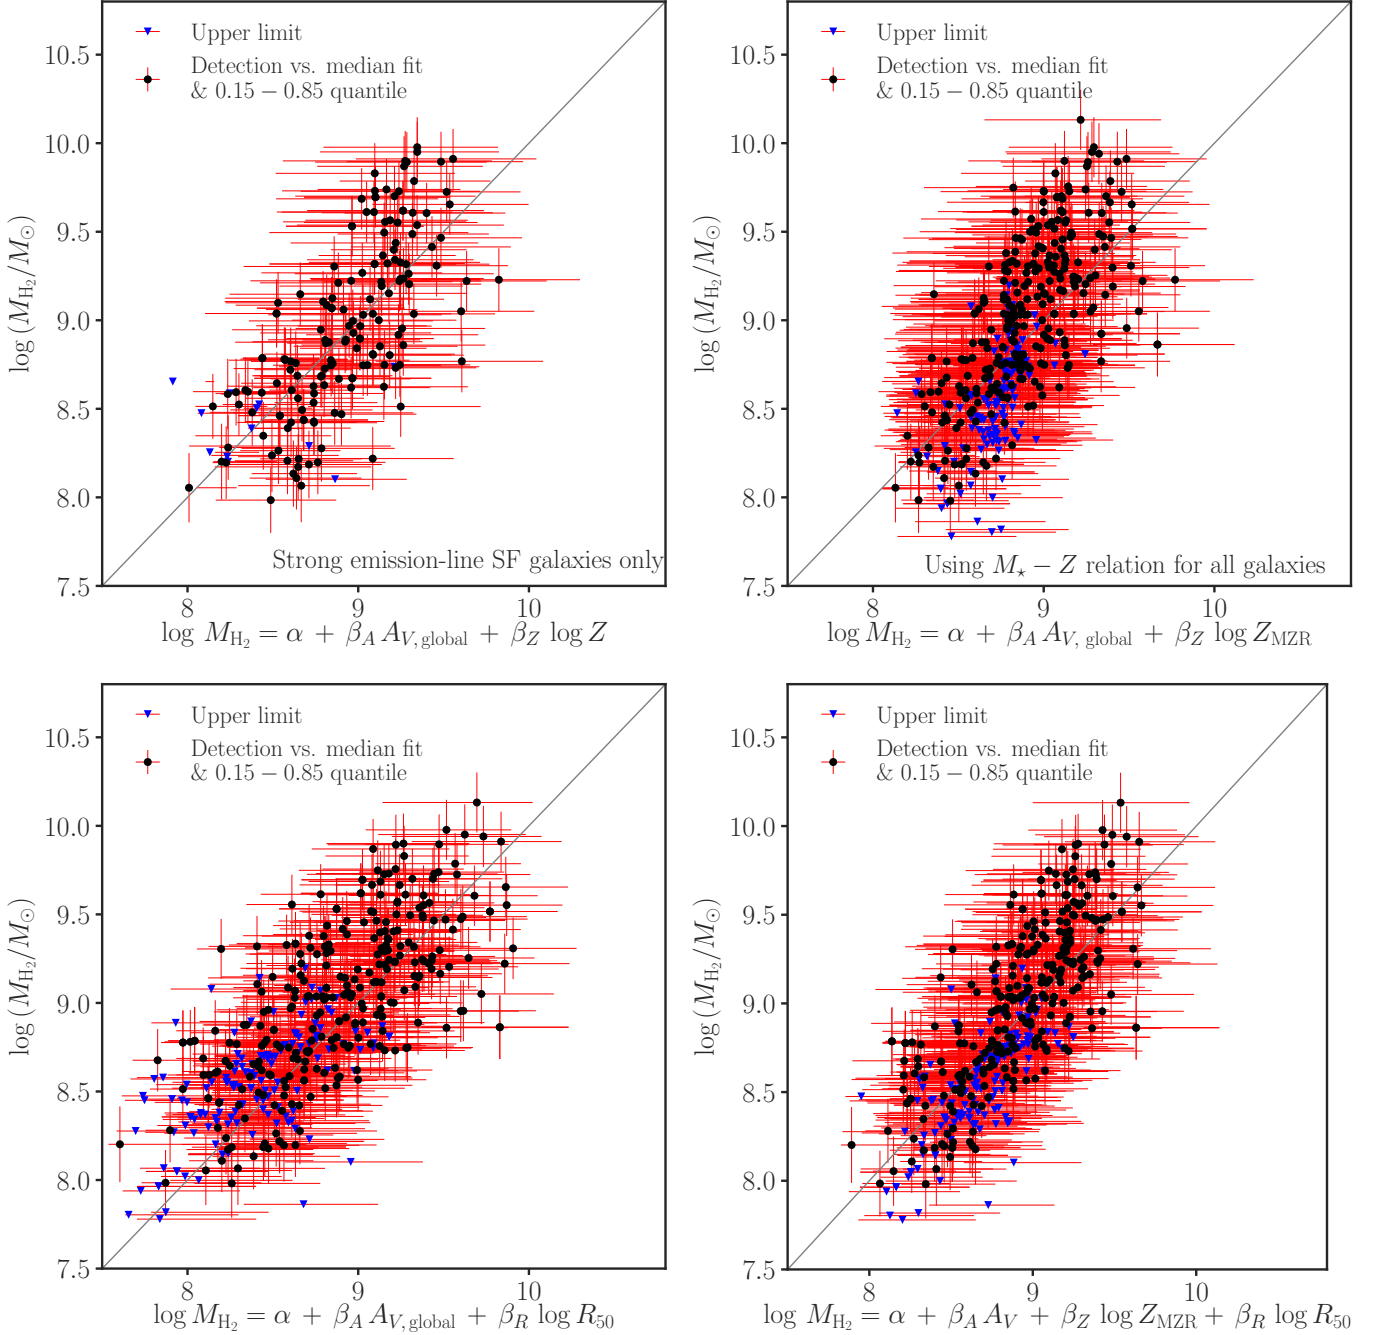 Upper limit
Detection vs. median fit
& 0.15 − 0.85 quantile
10.5
10.0
9.5
9.0
8.5
8.0
7.5
log (M_H₂/M⊙)
Strong emission-line SF galaxies only
8 9 10
log M_H₂ = α + β_A A_V,global + β_Z log Z
Upper limit
Detection vs. median fit
& 0.15 − 0.85 quantile
10.5
10.0
9.5
9.0
8.5
8.0
7.5
log (M_H₂/M⊙)
Using M⋆ − Z relation for all galaxies
8 9 10
log M_H₂ = α + β_A A_V,global + β_Z log Z_MZR
Upper limit
Detection vs. median fit
& 0.15 − 0.85 quantile
10.5
10.0
9.5
9.0
8.5
8.0
7.5
log (M_H₂/M⊙)
8 9 10
log M_H₂ = α + β_A A_V,global + β_R log R₅₀
Upper limit
Detection vs. median fit
& 0.15 − 0.85 quantile
10.5
10.0
9.5
9.0
8.5
8.0
7.5
log (M_H₂/M⊙)
8 9 10
log M_H₂ = α + β_A A_V + β_Z log Z_MZR + β_R log R₅₀